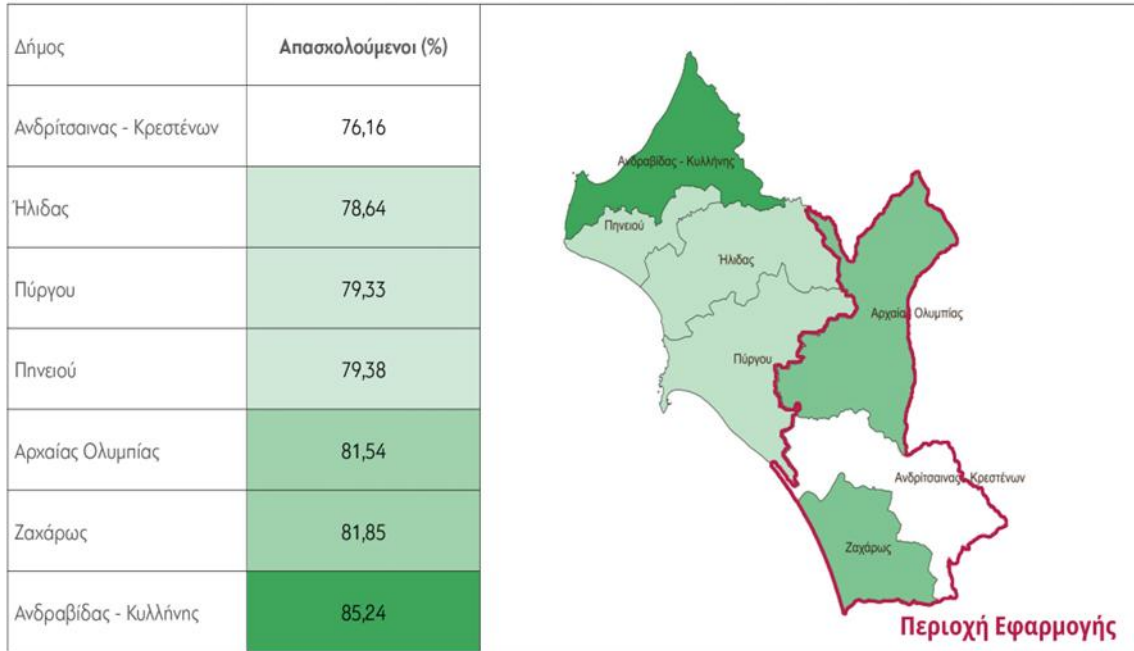 Δήμος Απασχολούμενοι (%)
Ανδρίτσαινας - Κρεστένων 76,16
Ήλιδας 78,64
Πύργου 79,33
Πηνειού 79,38
Αρχαίας Ολυμπίας 81,54
Ζαχάρως 81,85
Ανδραβίδας - Κυλλήνης 85,24
Ανδραβίδας - Κυλλήνης
Πηνειού
Ήλιδας
Αρχαίας Ολυμπίας
Πύργου
Ανδρίτσαινας - Κρεστένων
Ζαχάρως
Περιοχή Εφαρμογής